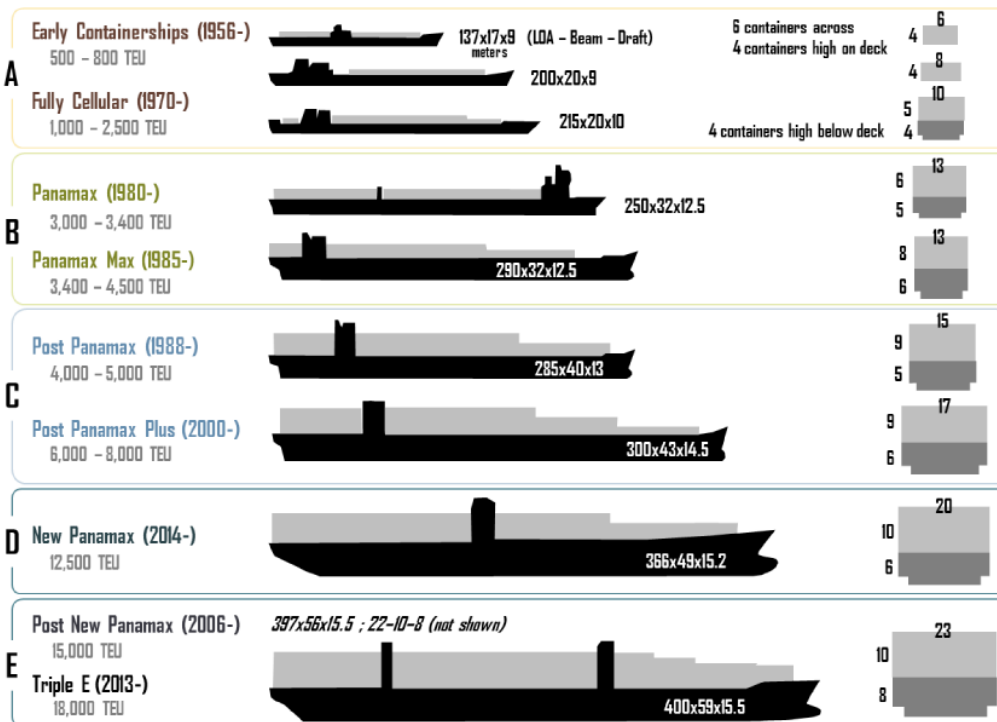 A
Early Containerships (1956-)
500 – 800 TEU
137x17x9 (LOA – Beam – Draft)
meters
6 containers across
4 containers high on deck
6
4
200x20x9
8
4
Fully Cellular (1970-)
1,000 – 2,500 TEU
215x20x10
4 containers high below deck
10
5
4
B
Panamax (1980-)
3,000 – 3,400 TEU
250x32x12.5
13
6
5
Panamax Max (1985-)
3,400 – 4,500 TEU
290x32x12.5
13
8
6
C
Post Panamax (1988-)
4,000 – 5,000 TEU
285x40x13
15
9
5
Post Panamax Plus (2000-)
6,000 – 8,000 TEU
300x43x14.5
17
9
6
D
New Panamax (2014-)
12,500 TEU
366x49x15.2
20
10
6
E
Post New Panamax (2006-)
15,000 TEU
397x56x15.5 ; 22-10-8 (not shown)
Triple E (2013-)
18,000 TEU
400x59x15.5
23
10
8